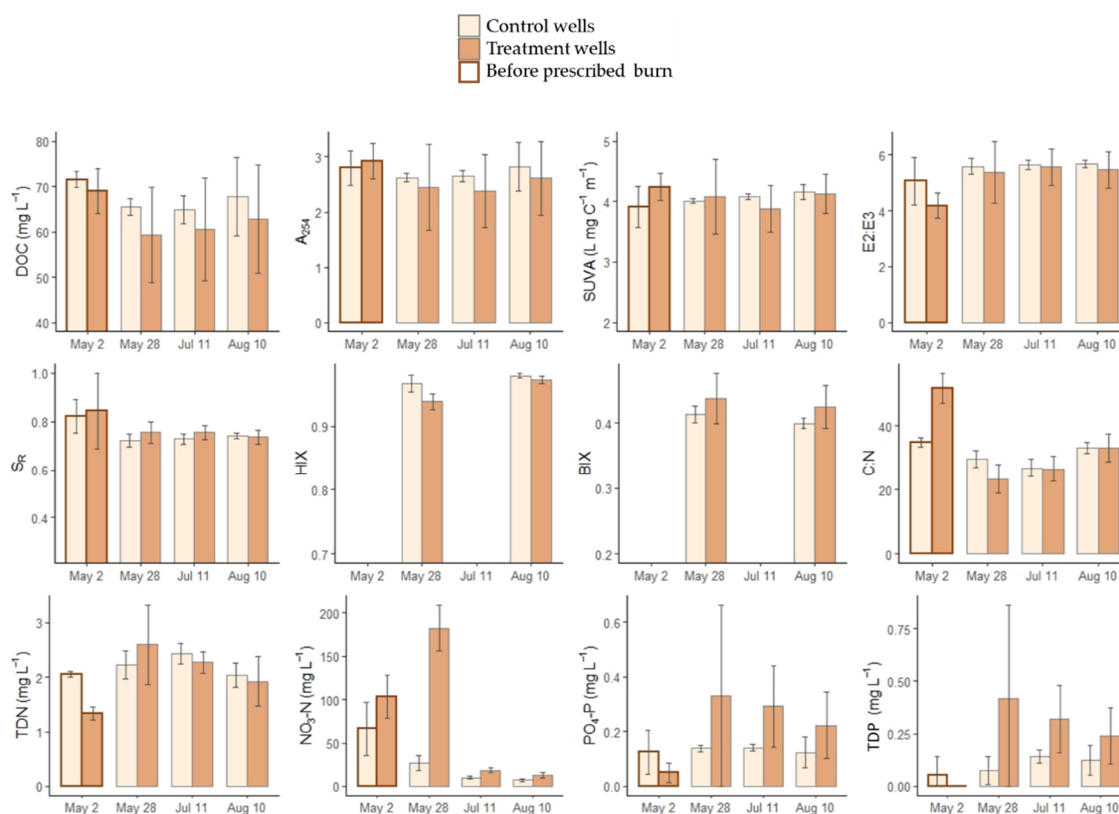 Control wells
Treatment wells
Before prescribed burn
DOC (mg L⁻¹)
80
70
60
50
40
May 2 May 28 Jul 11 Aug 10
A₂₅₄
3
2
1
0
May 2 May 28 Jul 11 Aug 10
SUVA (L mg C⁻¹ m⁻¹)
5
4
3
2
May 2 May 28 Jul 11 Aug 10
E2:E3
6
4
2
0
May 2 May 28 Jul 11 Aug 10
S_R
1.0
0.8
0.6
0.4
May 2 May 28 Jul 11 Aug 10
HIX
0.9
0.8
0.7
May 2 May 28 Jul 11 Aug 10
BIX
0.4
0.3
0.2
May 2 May 28 Jul 11 Aug 10
C:N
40
20
0
May 2 May 28 Jul 11 Aug 10
TDN (mg L⁻¹)
3
2
1
0
May 2 May 28 Jul 11 Aug 10
NO₃-N (mg L⁻¹)
200
150
100
50
0
May 2 May 28 Jul 11 Aug 10
PO₄-P (mg L⁻¹)
0.6
0.4
0.2
0.0
May 2 May 28 Jul 11 Aug 10
TDP (mg L⁻¹)
0.75
0.50
0.25
0.00
May 2 May 28 Jul 11 Aug 10